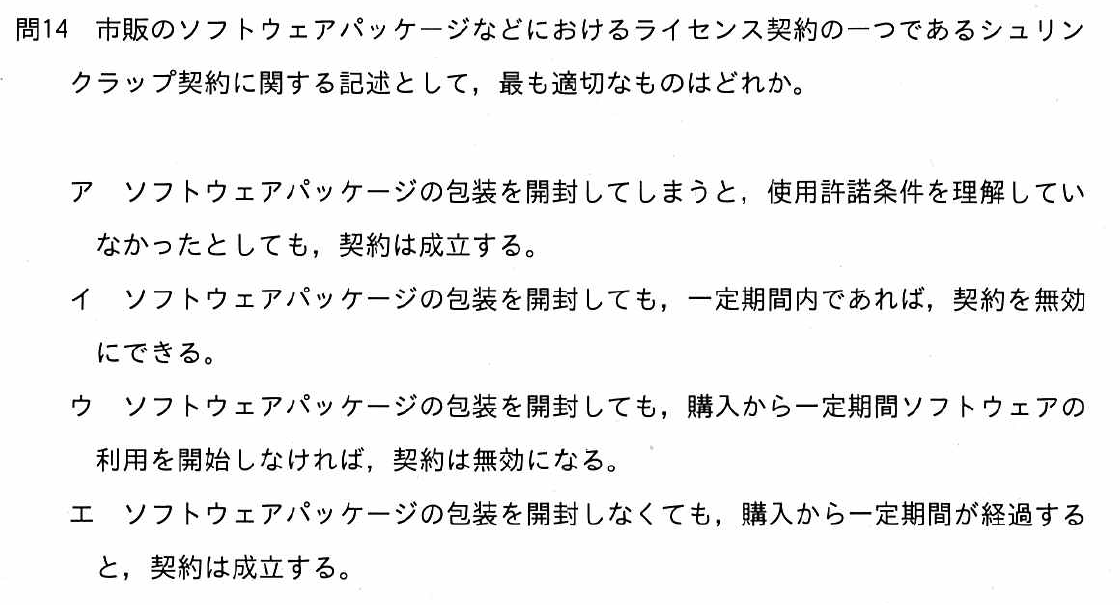 問14　市販のソフトウェアパッケージなどにおけるライセンス契約の一つであるシュリン
クラップ契約に関する記述として，最も適切なものはどれか。
ア　ソフトウェアパッケージの包装を開封してしまうと，使用許諾条件を理解してい
なかったとしても，契約は成立する。
イ　ソフトウェアパッケージの包装を開封しても，一定期間内であれば，契約を無効
にできる。
ウ　ソフトウェアパッケージの包装を開封しても，購入から一定期間ソフトウェアの
利用を開始しなければ，契約は無効になる。
エ　ソフトウェアパッケージの包装を開封しなくても，購入から一定期間が経過する
と，契約は成立する。